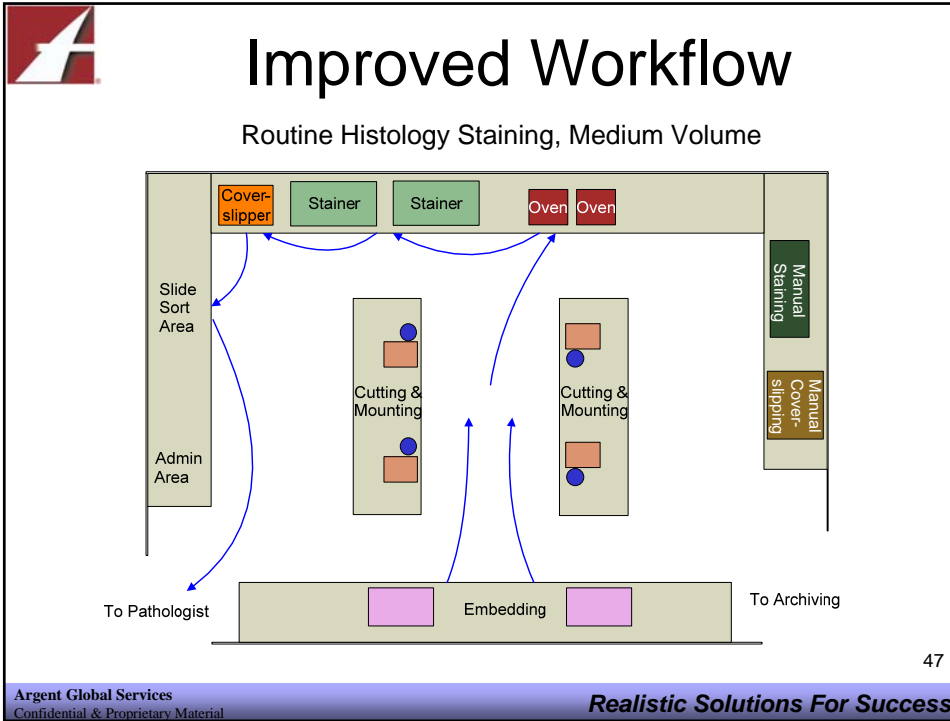 Improved Workflow
Routine Histology Staining, Medium Volume
Cover-
slipper
Stainer
Stainer
Oven
Oven
Manual
Staining
Slide
Sort
Area
Cutting &
Mounting
Cutting &
Mounting
Manual
Cover-
slipping
Admin
Area
To Pathologist
Embedding
To Archiving
47
Argent Global Services
Confidential & Proprietary Material
Realistic Solutions For Success